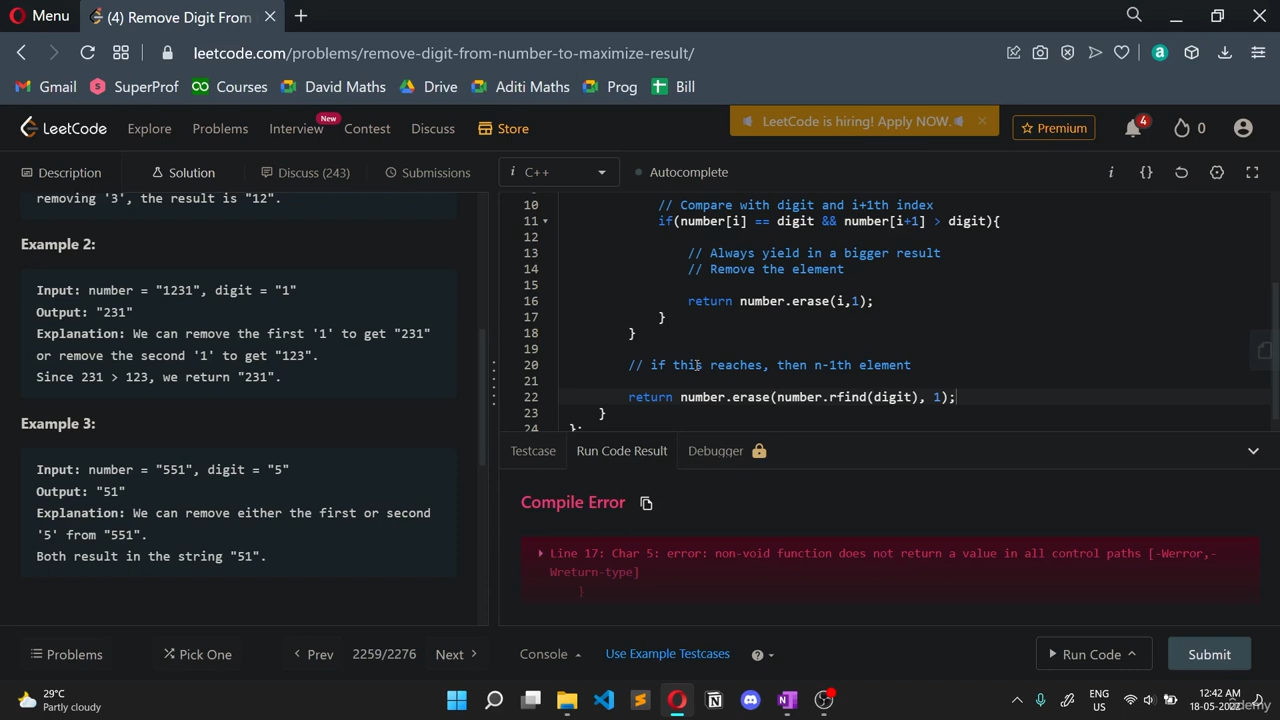 Menu
(4) Remove Digit From
leetcode.com/problems/remove-digit-from-number-to-maximize-result/
Gmail SuperProf Courses David Maths Drive Aditi Maths Prog Bill
LeetCode Explore Problems Interview New Contest Discuss Store
LeetCode is hiring! Apply NOW.
Premium 4 0
Description Solution Discuss (243) Submissions
i C++ Autocomplete
removing '3', the result is "12".
Example 2:
Input: number = "1231", digit = "1"
Output: "231"
Explanation: We can remove the first '1' to get "231"
or remove the second '1' to get "123".
Since 231 > 123, we return "231".
Example 3:
Input: number = "551", digit = "5"
Output: "51"
Explanation: We can remove either the first or second
'5' from "551".
Both result in the string "51".
10 // Compare with digit and i+1th index
11 if(number[i] == digit && number[i+1] > digit){
12
13 // Always yield in a bigger result
14 // Remove the element
15
16 return number.erase(i,1);
17 }
18 }
19
20 // if this reaches, then n-1th element
21
22 return number.erase(number.rfind(digit), 1);
23 }
24 };
Testcase Run Code Result Debugger
Compile Error
Line 17: Char 5: error: non-void function does not return a value in all control paths [-Werror,-
Wreturn-type]
}
Problems Pick One Prev 2259/2276 Next
Console Use Example Testcases ? Run Code Submit
29°C
Partly cloudy
ENG
US
12:42 AM
18-05-2022
udemy